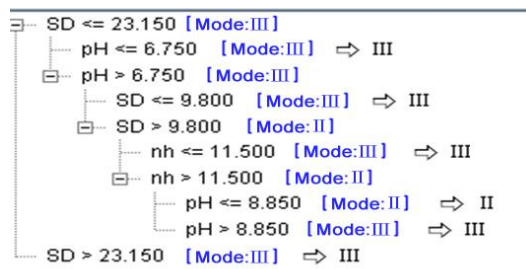 SD <= 23.150 [Mode:III]
pH <= 6.750 [Mode:III] ⇨ III
pH > 6.750 [Mode:III]
SD <= 9.800 [Mode:III] ⇨ III
SD > 9.800 [Mode:II]
nh <= 11.500 [Mode:III] ⇨ III
nh > 11.500 [Mode:II]
pH <= 8.850 [Mode:II] ⇨ II
pH > 8.850 [Mode:III] ⇨ III
SD > 23.150 [Mode:III] ⇨ III